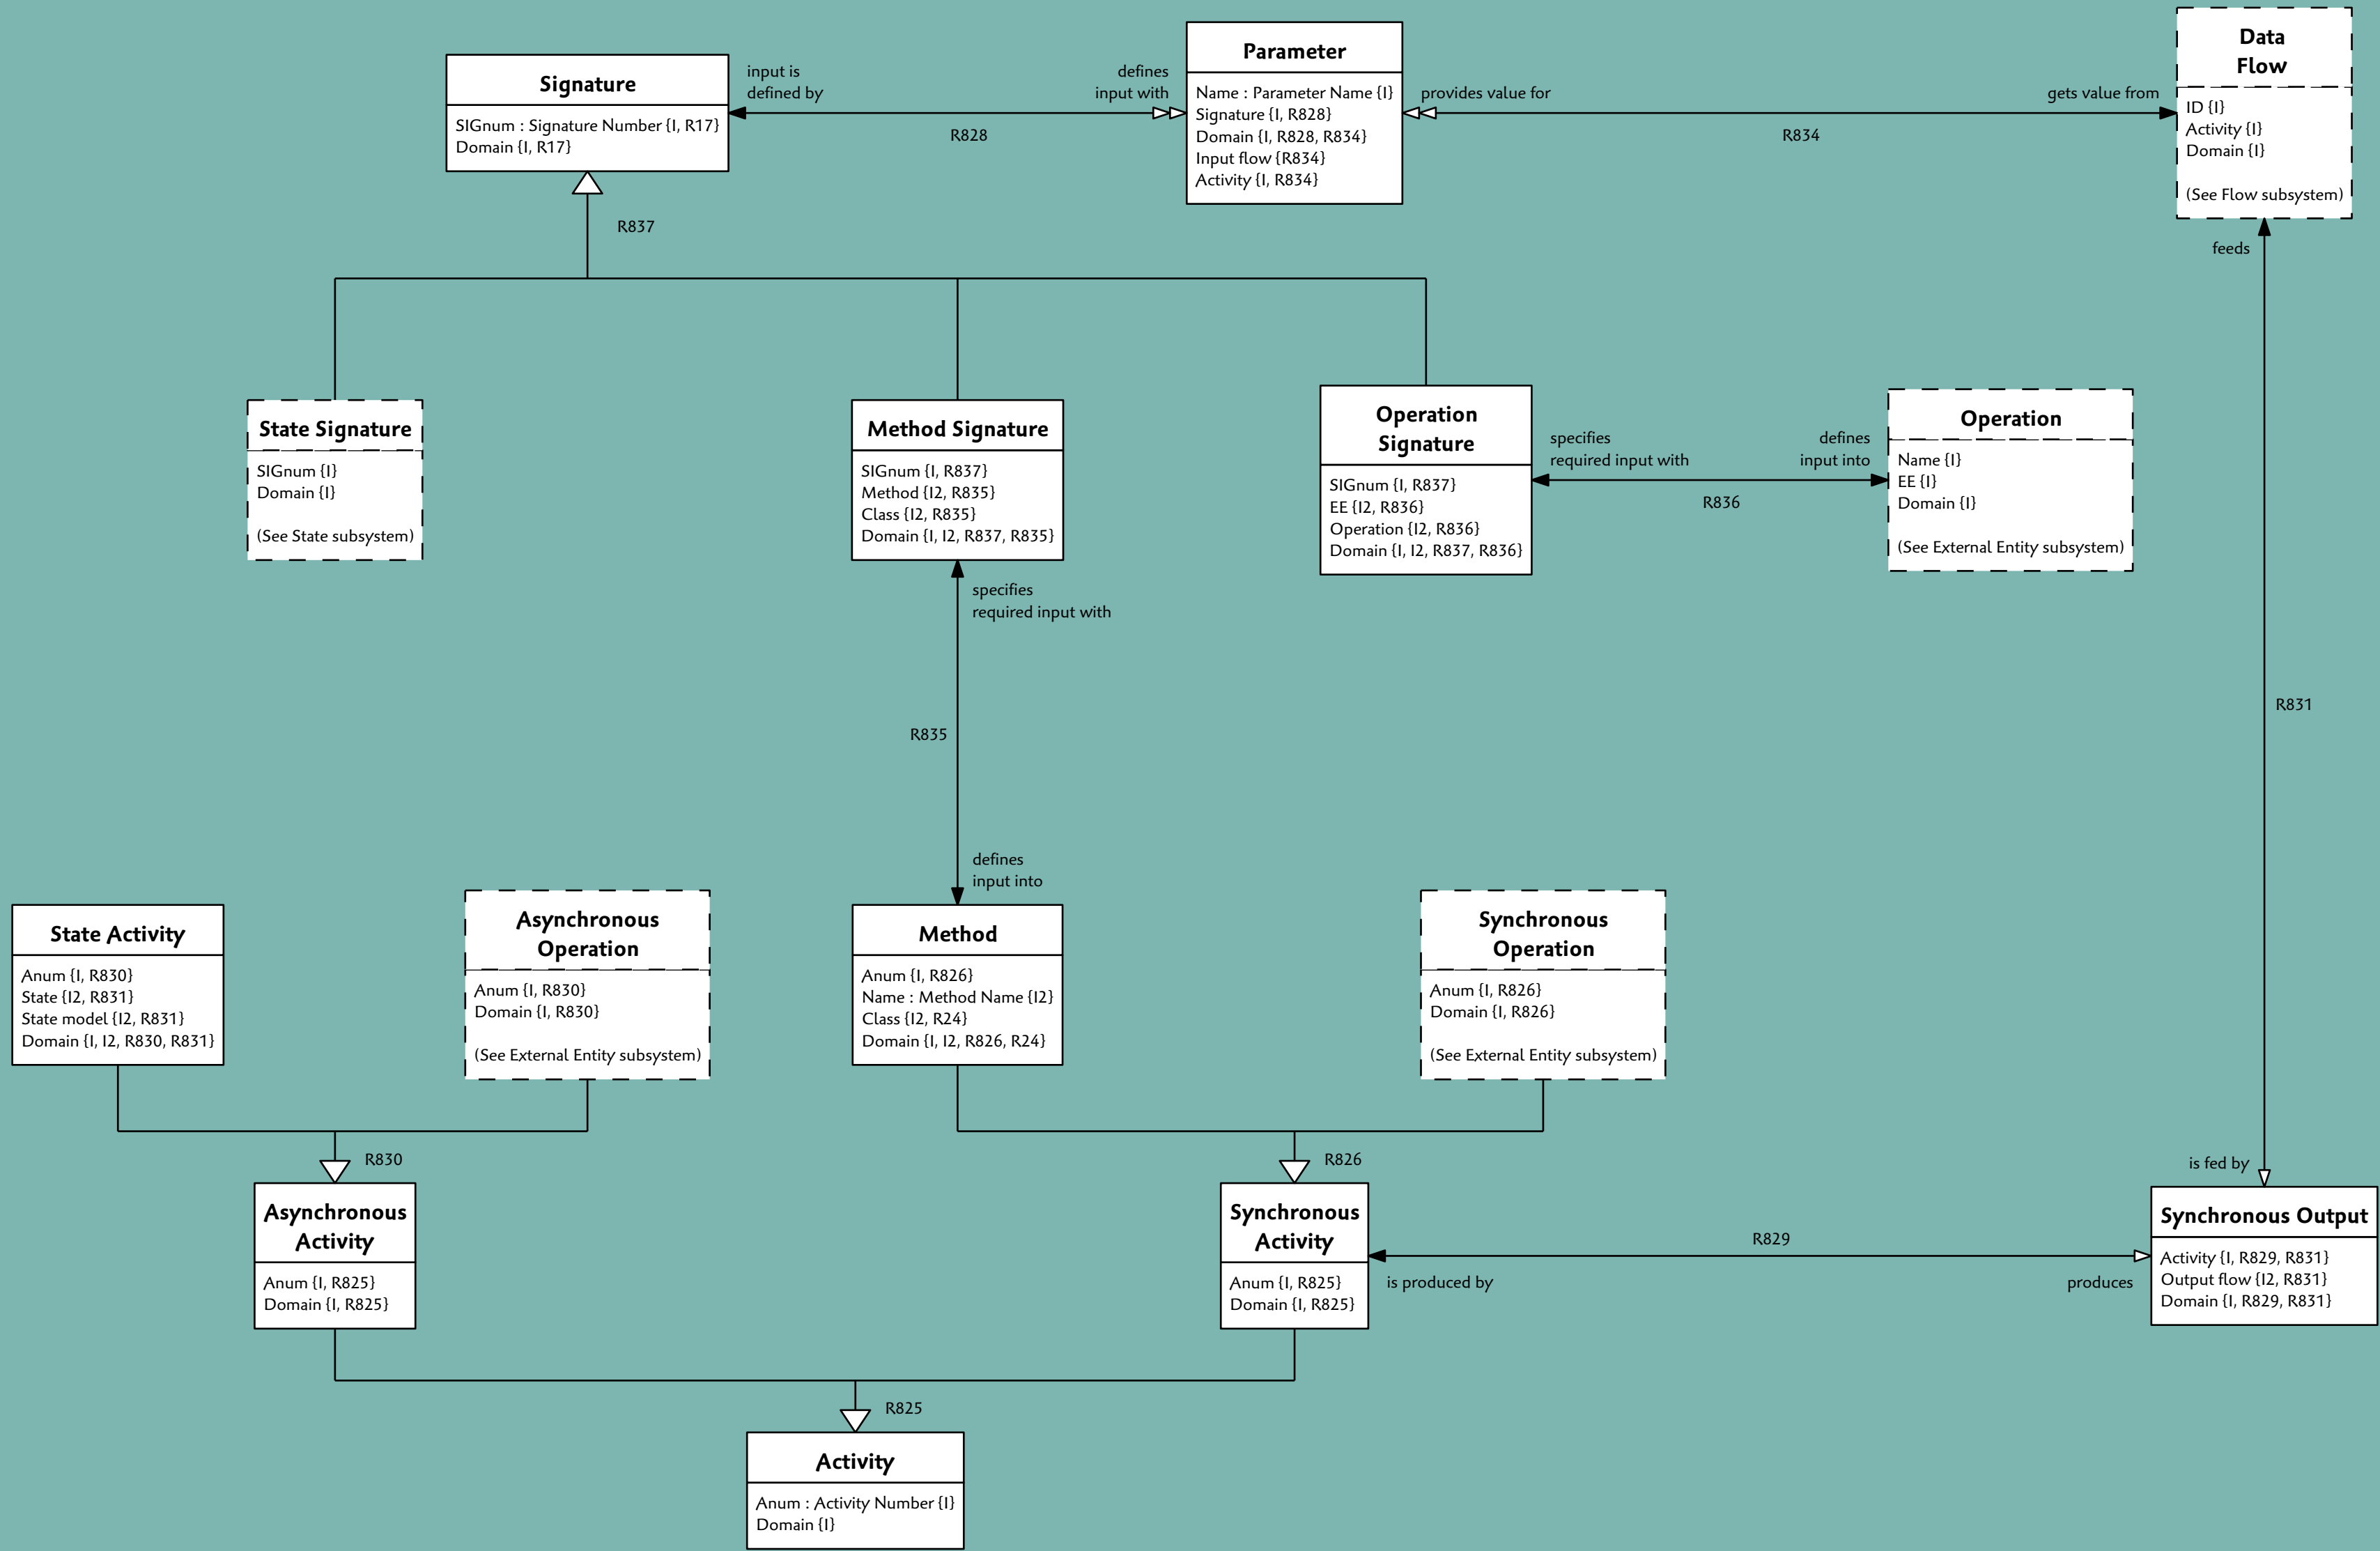 Signature
SIGnum : Signature Number {I, R17}
Domain {I, R17}
input is
defined by
defines
input with
R828
Parameter
Name : Parameter Name {I}
Signature {I, R828}
Domain {I, R828, R834}
Input flow {R834}
Activity {I, R834}
provides value for
gets value from
R834
Data
Flow
ID {I}
Activity {I}
Domain {I}
(See Flow subsystem)
feeds
R837
State Signature
SIGnum {I}
Domain {I}
(See State subsystem)
Method Signature
SIGnum {I, R837}
Method {I2, R835}
Class {I2, R835}
Domain {I, I2, R837, R835}
Operation
Signature
SIGnum {I, R837}
EE {I2, R836}
Operation {I2, R836}
Domain {I, I2, R837, R836}
specifies
required input with
defines
input into
R836
Operation
Name {I}
EE {I}
Domain {I}
(See External Entity subsystem)
specifies
required input with
R835
R831
defines
input into
State Activity
Anum {I, R830}
State {I2, R831}
State model {I2, R831}
Domain {I, I2, R830, R831}
Asynchronous
Operation
Anum {I, R830}
Domain {I, R830}
(See External Entity subsystem)
Method
Anum {I, R826}
Name : Method Name {I2}
Class {I2, R24}
Domain {I, I2, R826, R24}
Synchronous
Operation
Anum {I, R826}
Domain {I, R826}
(See External Entity subsystem)
R830
R826
is fed by
Asynchronous
Activity
Anum {I, R825}
Domain {I, R825}
Synchronous
Activity
Anum {I, R825}
Domain {I, R825}
R829
is produced by
produces
Synchronous Output
Activity {I, R829, R831}
Output flow {I2, R831}
Domain {I, R829, R831}
R825
Activity
Anum : Activity Number {I}
Domain {I}